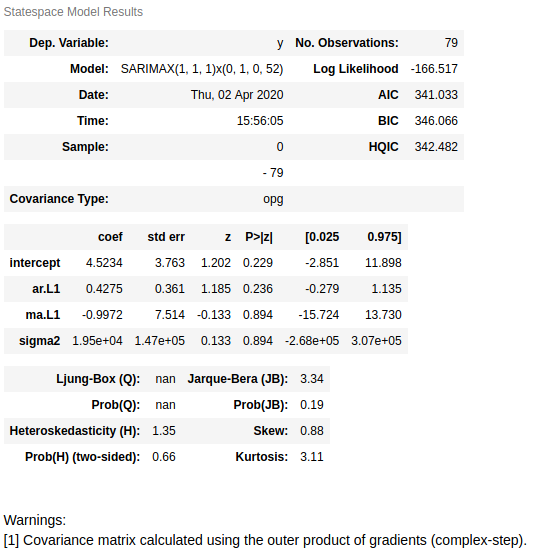 Statespace Model Results
Dep. Variable: y No. Observations: 79
Model: SARIMAX(1, 1, 1)x(0, 1, 0, 52) Log Likelihood -166.517
Date: Thu, 02 Apr 2020 AIC 341.033
Time: 15:56:05 BIC 346.066
Sample: 0 HQIC 342.482
- 79
Covariance Type: opg
coef std err z P>|z| [0.025 0.975]
intercept 4.5234 3.763 1.202 0.229 -2.851 11.898
ar.L1 0.4275 0.361 1.185 0.236 -0.279 1.135
ma.L1 -0.9972 7.514 -0.133 0.894 -15.724 13.730
sigma2 1.95e+04 1.47e+05 0.133 0.894 -2.68e+05 3.07e+05
Ljung-Box (Q): nan Jarque-Bera (JB): 3.34
Prob(Q): nan Prob(JB): 0.19
Heteroskedasticity (H): 1.35 Skew: 0.88
Prob(H) (two-sided): 0.66 Kurtosis: 3.11
Warnings:
[1] Covariance matrix calculated using the outer product of gradients (complex-step).